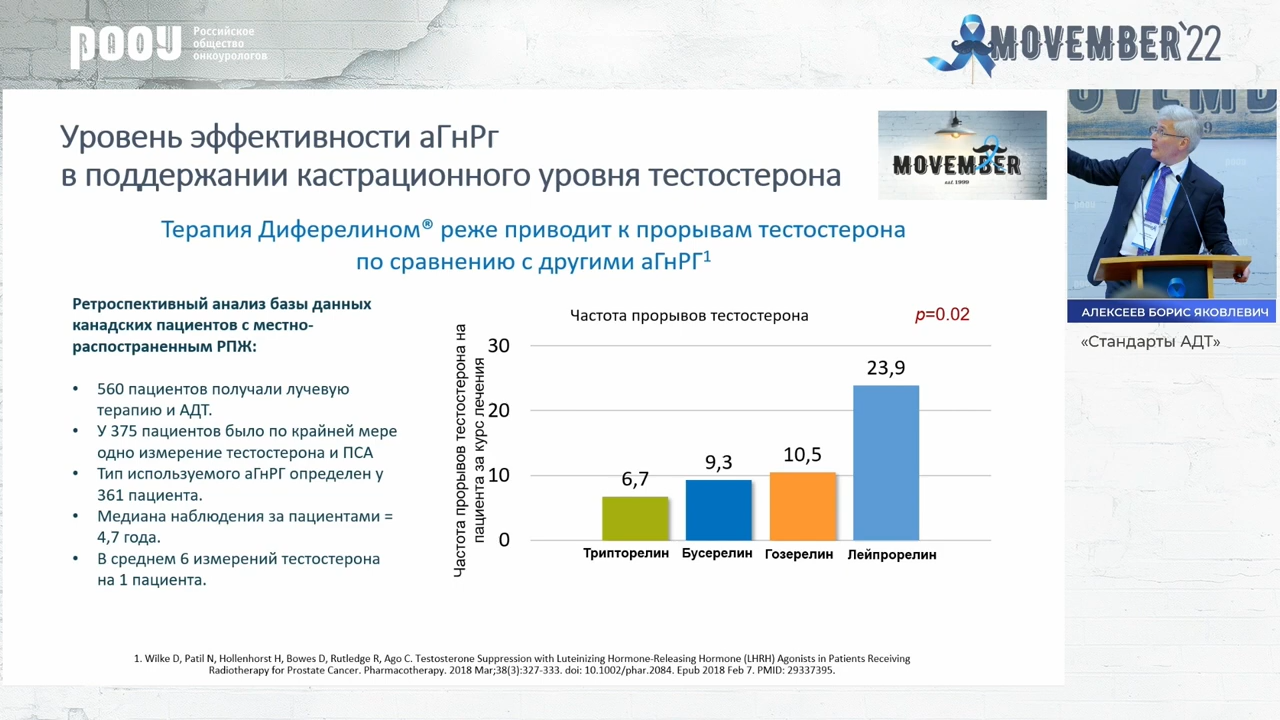 РООУ
Российское
общество
онкоурологов
MOVEMBER'22
Уровень эффективности аГнРг
в поддержании кастрационного уровня тестостерона
MOVEMBER
est. 1999
Терапия Диферелином® реже приводит к прорывам тестостерона
по сравнению с другими аГнРГ1
Ретроспективный анализ базы данных
канадских пациентов с местно-
распостраненным РПЖ:
• 560 пациентов получали лучевую
терапию и АДТ.
• У 375 пациентов было по крайней мере
одно измерение тестостерона и ПСА
• Тип используемого аГнРГ определен у
361 пациента.
• Медиана наблюдения за пациентами =
4,7 года.
• В среднем 6 измерений тестостерона
на 1 пациента.
Частота прорывов тестостерона
p=0.02
Частота прорывов тестостерона на
пациента за курс лечения
30
20
10
0
6,7
9,3
10,5
23,9
Трипторелин
Бусерелин
Гозерелин
Лейпрорелин
1. Wilke D, Patil N, Hollenhorst H, Bowes D, Rutledge R, Ago C. Testosterone Suppression with Luteinizing Hormone-Releasing Hormone (LHRH) Agonists in Patients Receiving
Radiotherapy for Prostate Cancer. Pharmacotherapy. 2018 Mar;38(3):327-333. doi: 10.1002/phar.2084. Epub 2018 Feb 7. PMID: 29337395.
OVEMB
9
РООУ
АЛЕКСЕЕВ БОРИС ЯКОВЛЕВИЧ
«Стандарты АДТ»